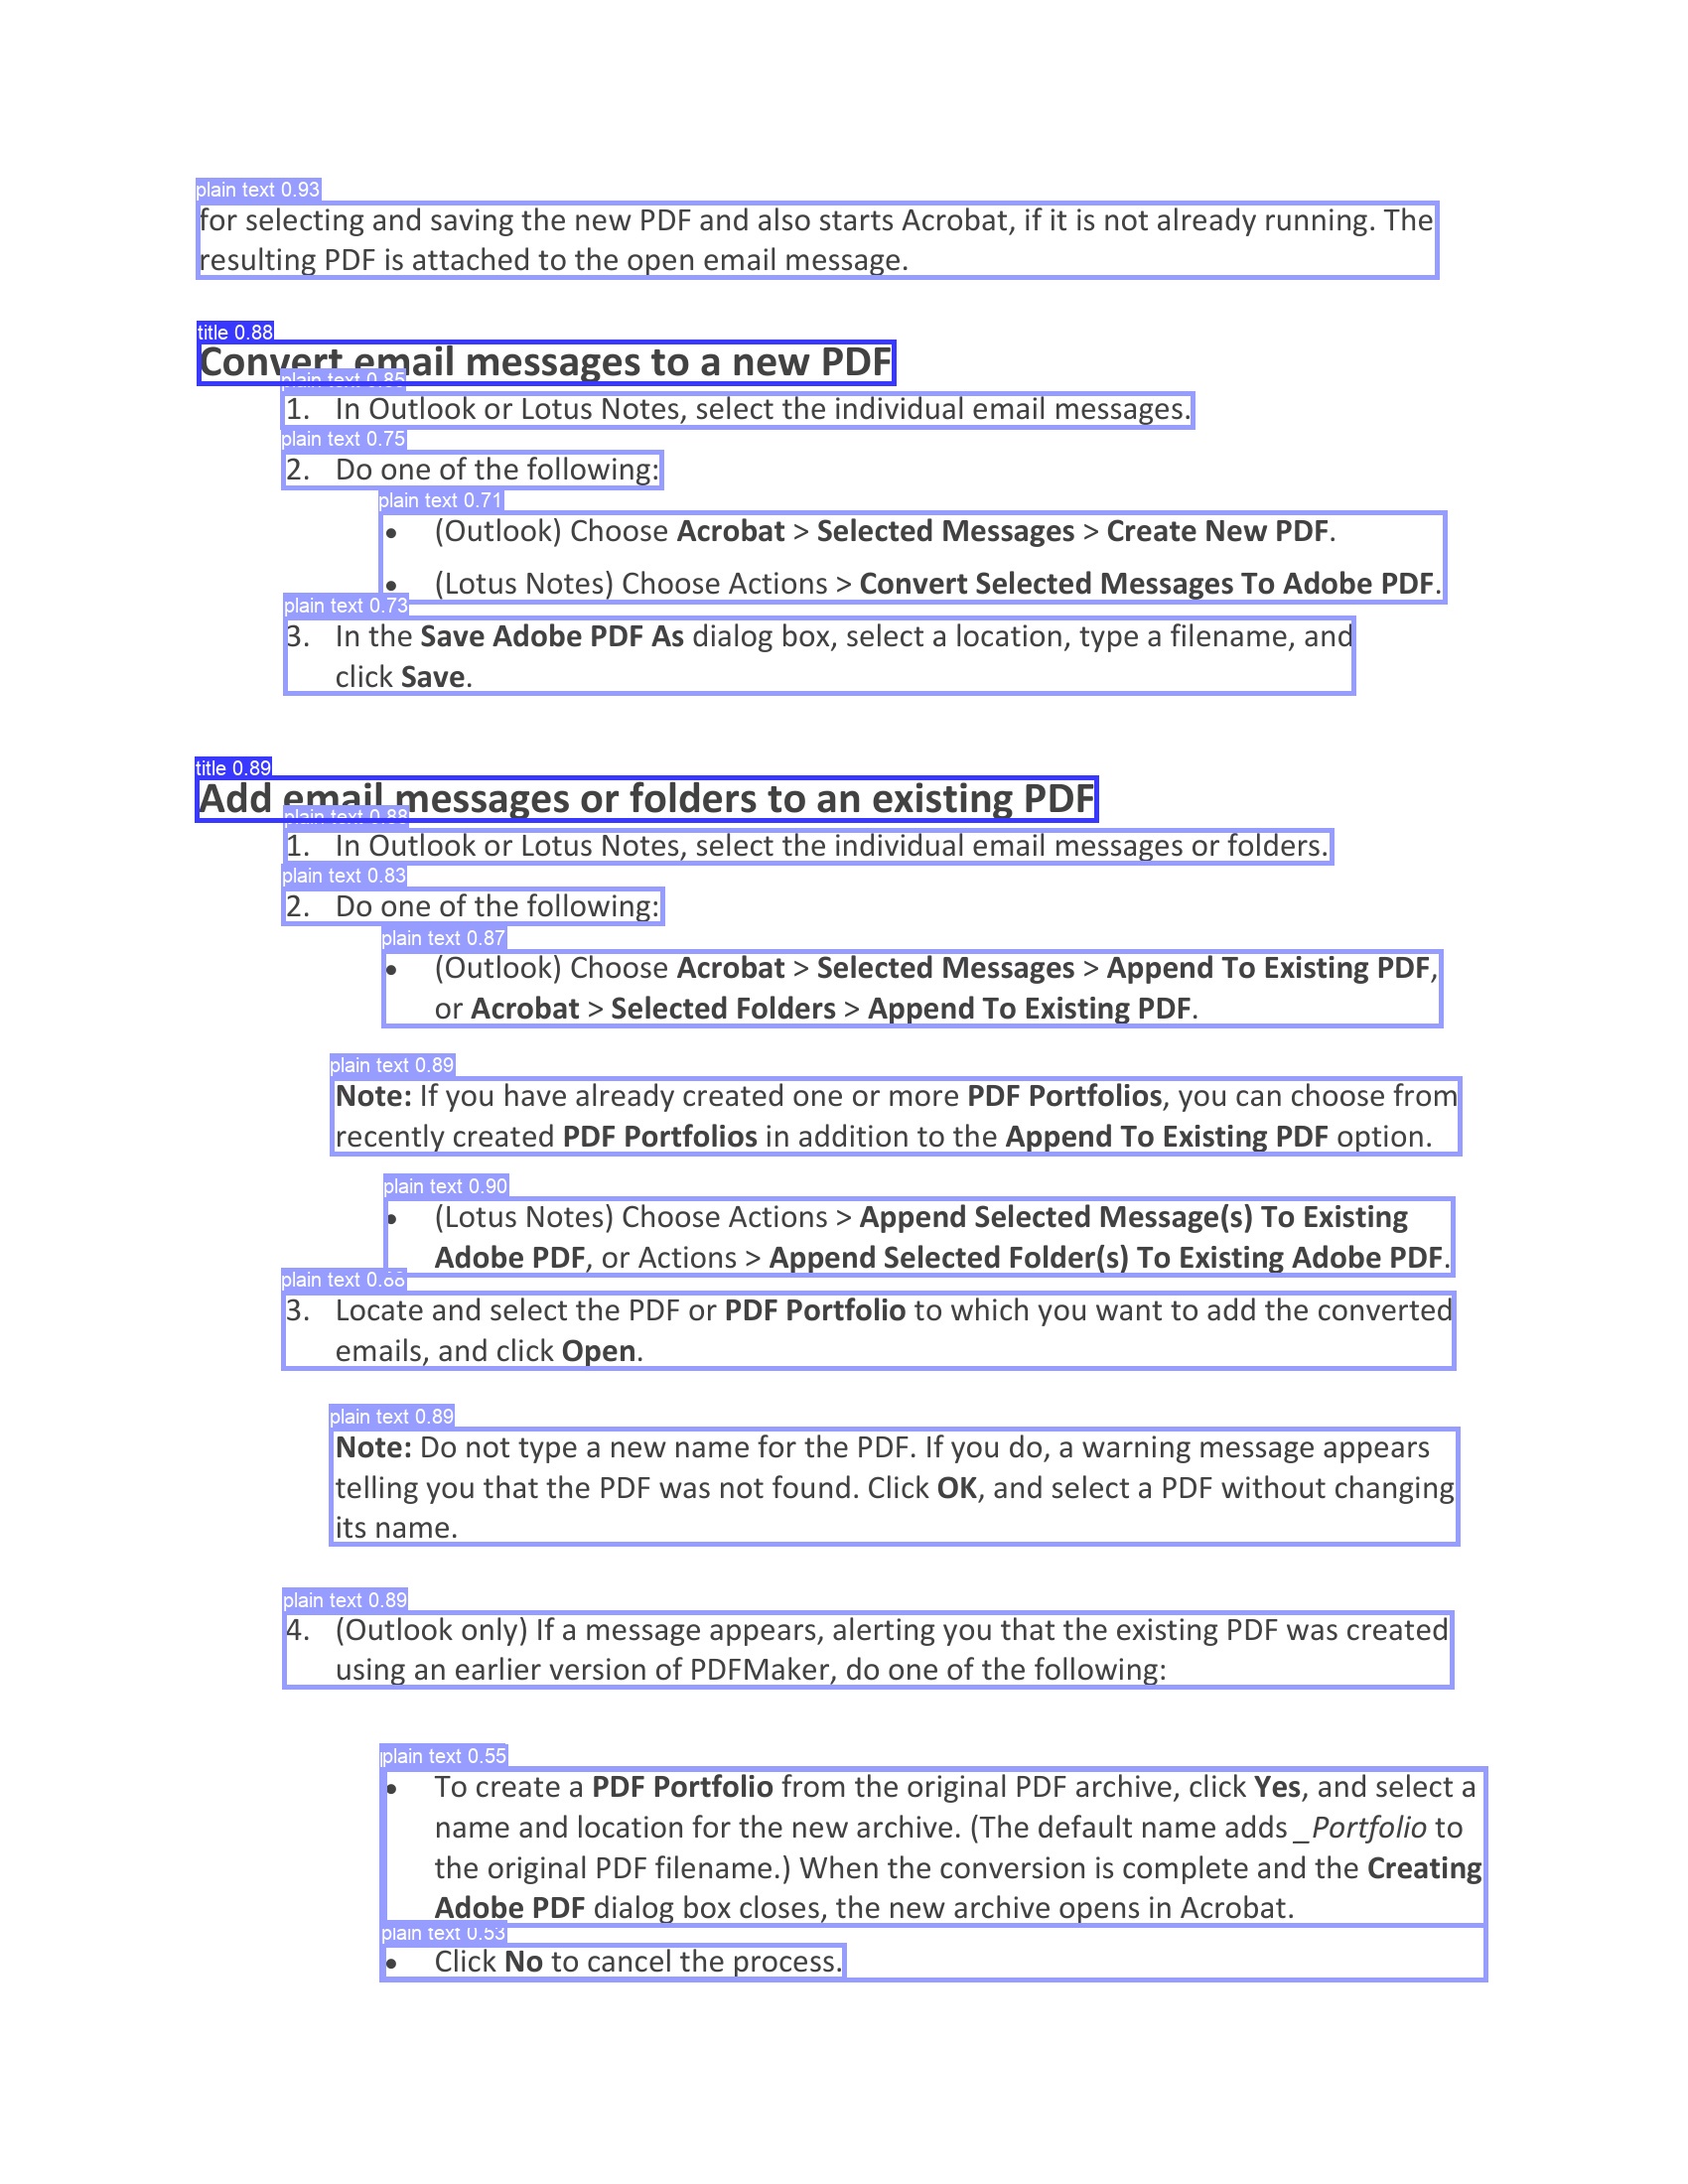 plain text 0.93
for selecting and saving the new PDF and also starts Acrobat, if it is not already running. The
resulting PDF is attached to the open email message.
title 0.88
Convert email messages to a new PDF
plain text 0.85
1. In Outlook or Lotus Notes, select the individual email messages.
plain text 0.75
2. Do one of the following:
plain text 0.71
• (Outlook) Choose Acrobat > Selected Messages > Create New PDF.
• (Lotus Notes) Choose Actions > Convert Selected Messages To Adobe PDF.
plain text 0.73
3. In the Save Adobe PDF As dialog box, select a location, type a filename, and
click Save.
title 0.89
Add email messages or folders to an existing PDF
plain text 0.88
1. In Outlook or Lotus Notes, select the individual email messages or folders.
plain text 0.83
2. Do one of the following:
plain text 0.87
• (Outlook) Choose Acrobat > Selected Messages > Append To Existing PDF,
or Acrobat > Selected Folders > Append To Existing PDF.
plain text 0.89
Note: If you have already created one or more PDF Portfolios, you can choose from
recently created PDF Portfolios in addition to the Append To Existing PDF option.
plain text 0.90
• (Lotus Notes) Choose Actions > Append Selected Message(s) To Existing
Adobe PDF, or Actions > Append Selected Folder(s) To Existing Adobe PDF.
plain text 0.88
3. Locate and select the PDF or PDF Portfolio to which you want to add the converted
emails, and click Open.
plain text 0.89
Note: Do not type a new name for the PDF. If you do, a warning message appears
telling you that the PDF was not found. Click OK, and select a PDF without changing
its name.
plain text 0.89
4. (Outlook only) If a message appears, alerting you that the existing PDF was created
using an earlier version of PDFMaker, do one of the following:
plain text 0.55
• To create a PDF Portfolio from the original PDF archive, click Yes, and select a
name and location for the new archive. (The default name adds _Portfolio to
the original PDF filename.) When the conversion is complete and the Creating
Adobe PDF dialog box closes, the new archive opens in Acrobat.
plain text 0.53
• Click No to cancel the process.